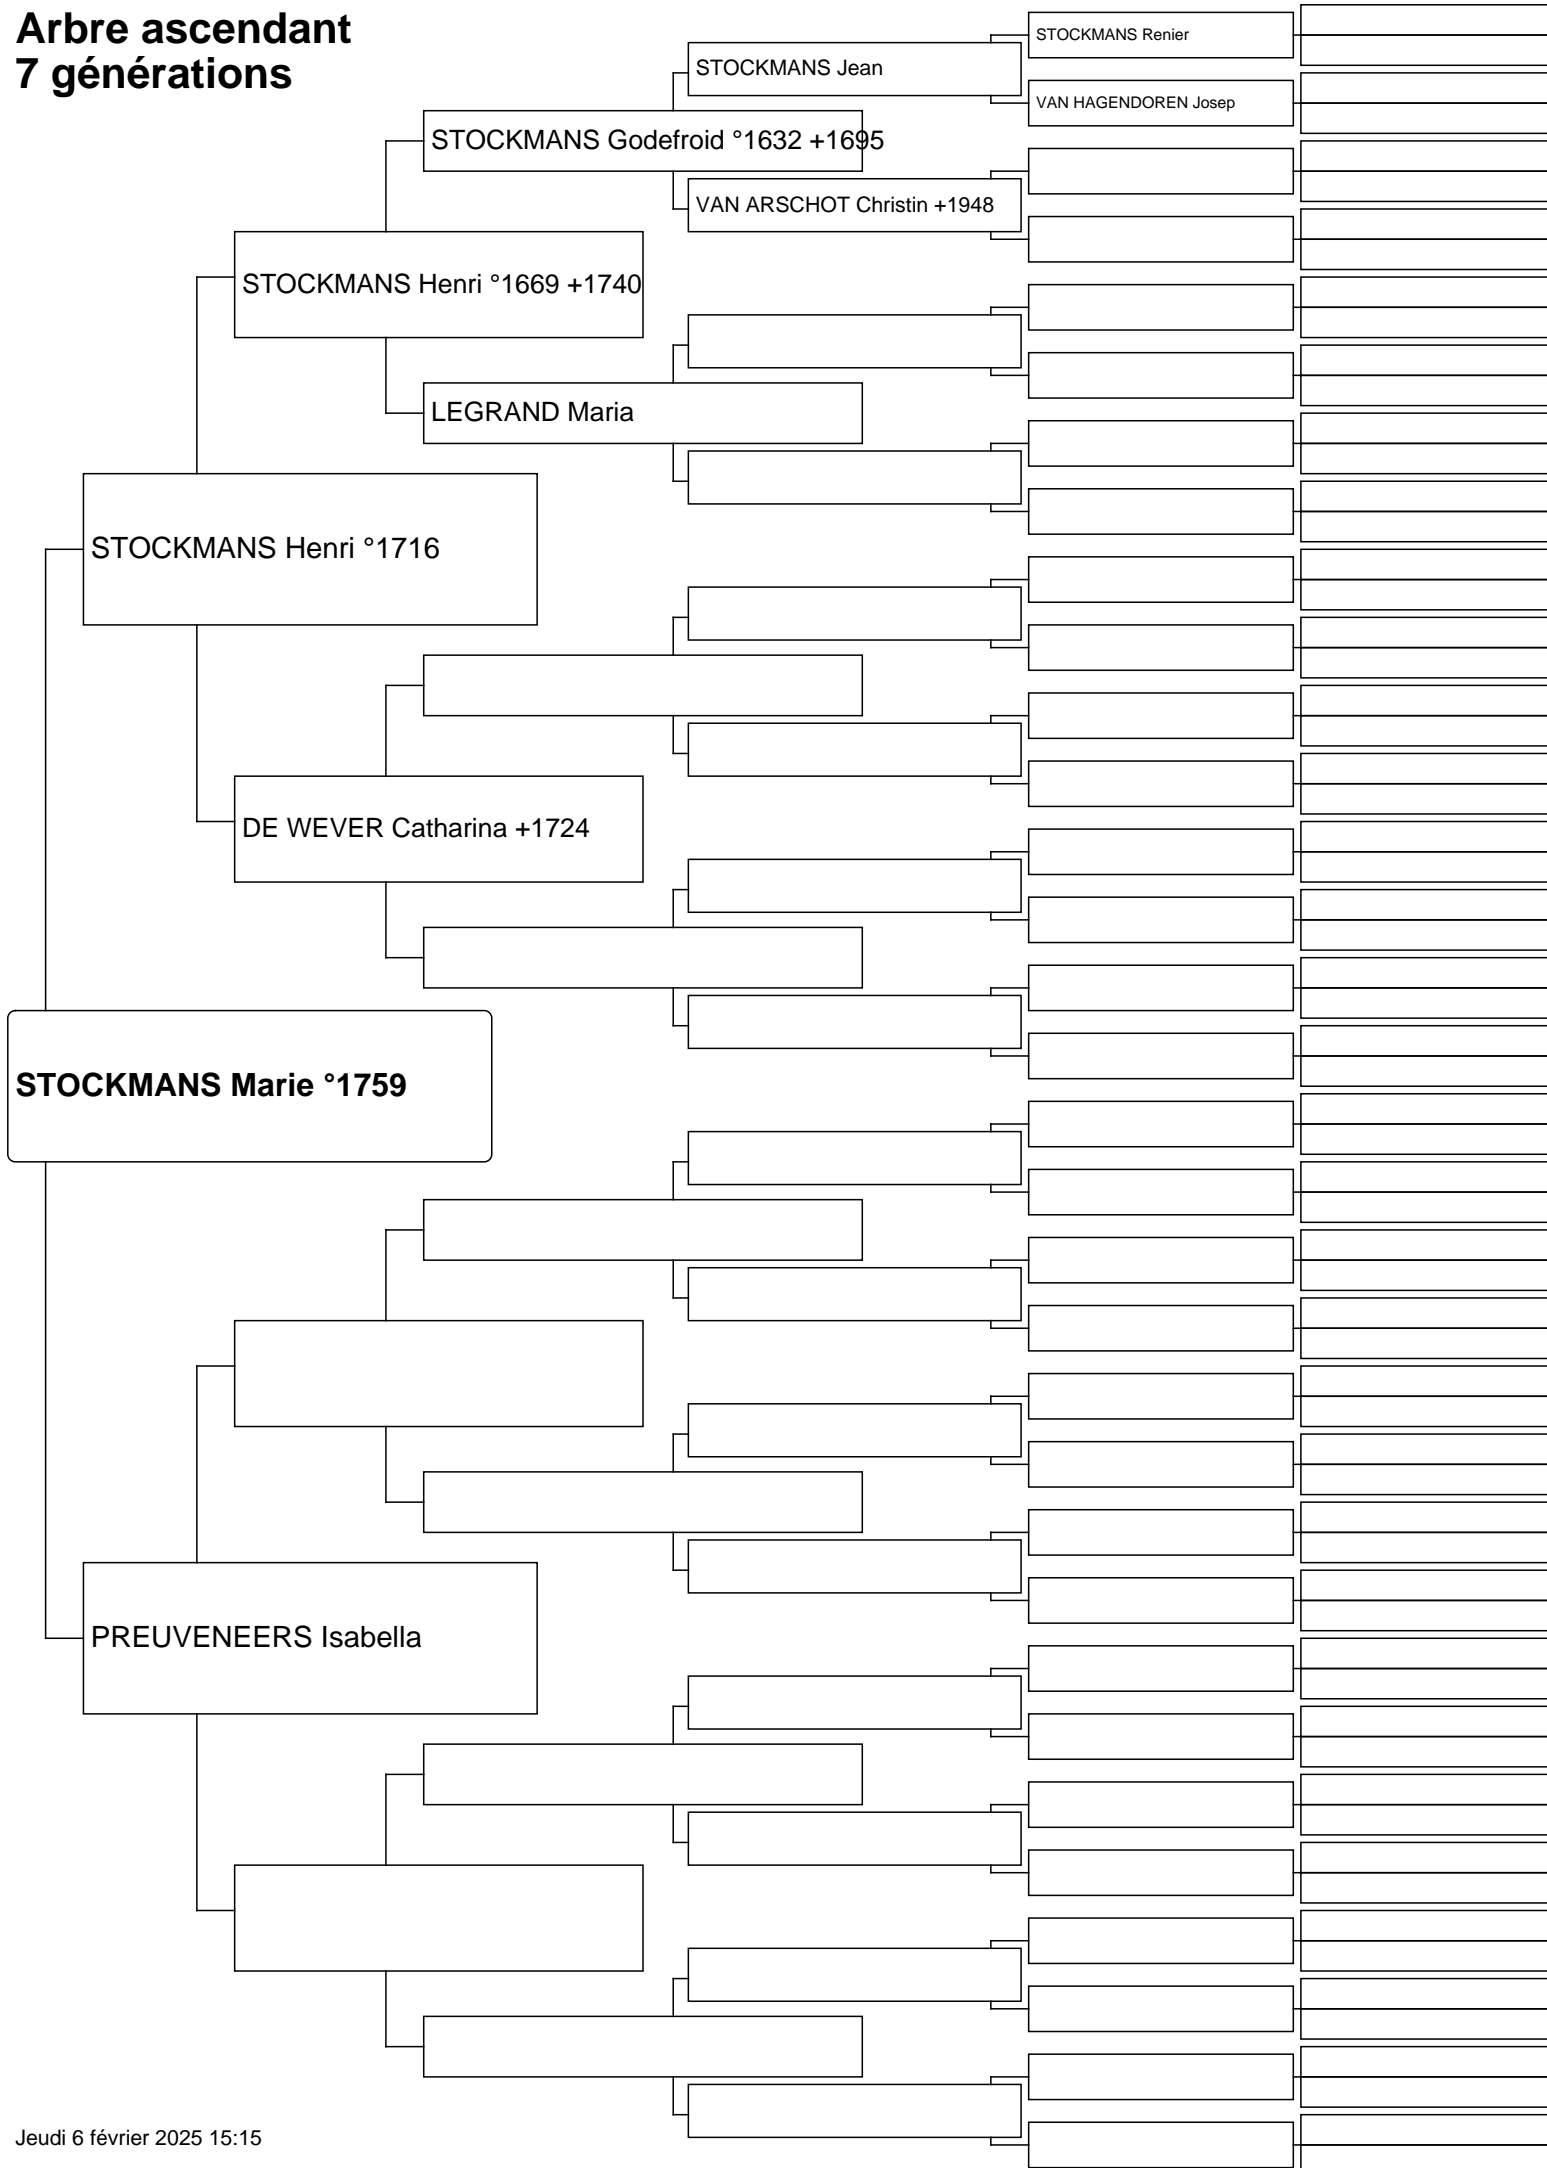 Arbre ascendant
7 générations
STOCKMANS Renier
STOCKMANS Jean
VAN HAGENDOREN Josep
STOCKMANS Godefroid °1632 +1695
VAN ARSCHOT Christin +1948
STOCKMANS Henri °1669 +1740
LEGRAND Maria
STOCKMANS Henri °1716
DE WEVER Catharina +1724
STOCKMANS Marie °1759
PREUVENEERS Isabella
Jeudi 6 février 2025 15:15